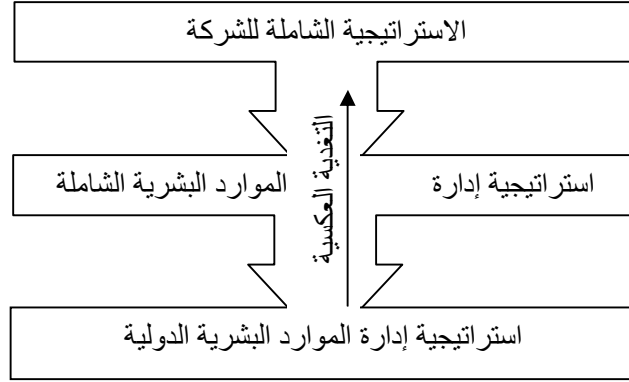 الاستراتيجية الشاملة للشركة
التغذية العكسية
استراتيجية إدارة الموارد البشرية الشاملة
استراتيجية إدارة الموارد البشرية الدولية